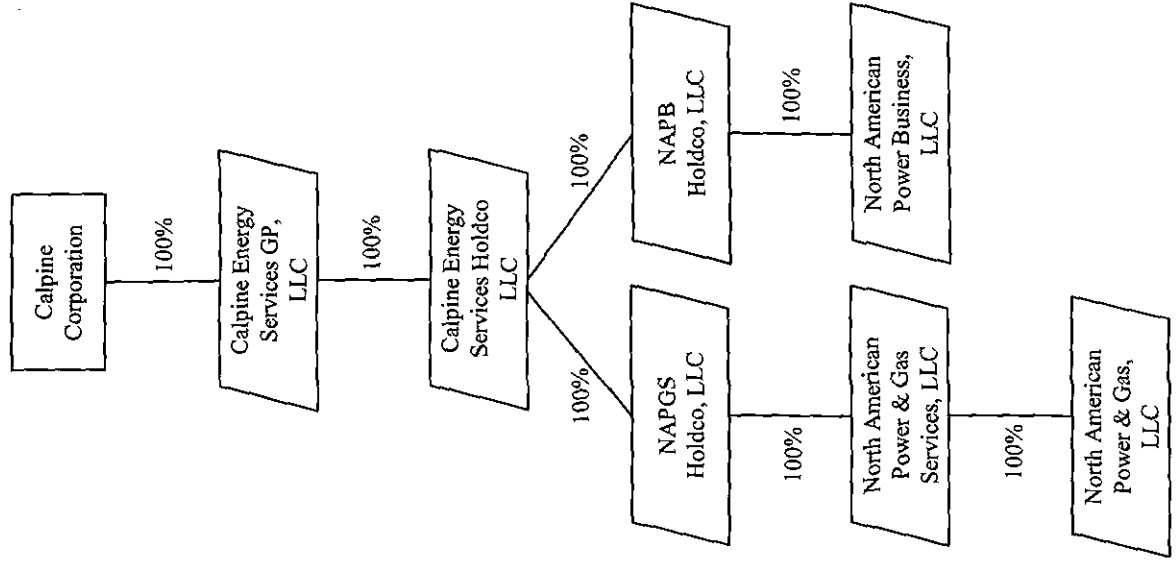 Calpine
Corporation
100%
Calpine Energy
Services GP,
LLC
100%
Calpine Energy
Services Holdco
LLC
100%
100%
NAPGS
Holdco, LLC
NAPB
Holdco, LLC
100%
100%
North American
Power & Gas
Services, LLC
North American
Power Business,
LLC
100%
North American
Power & Gas,
LLC